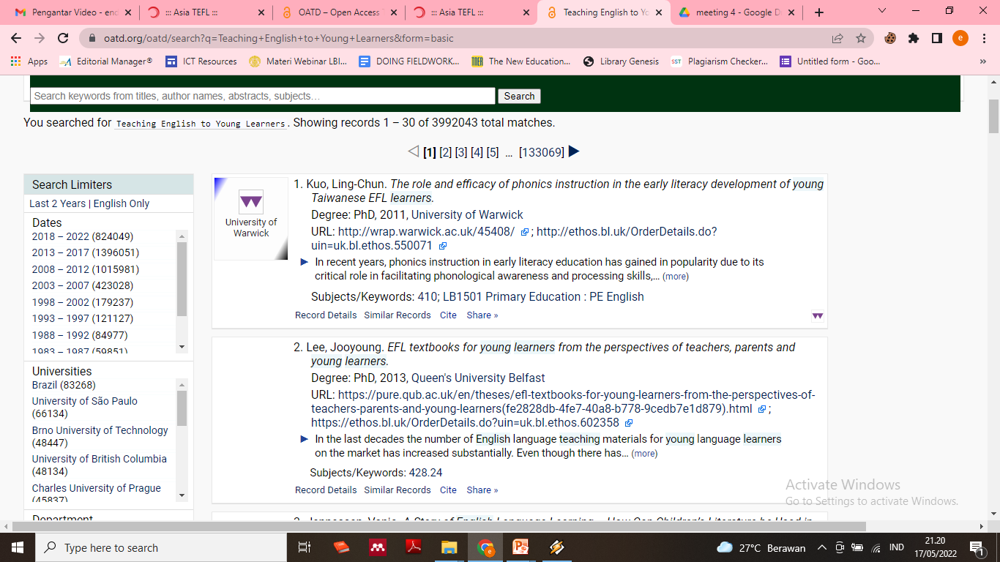 Pengantar Video - enc
::: Asia TEFL :::
OATD – Open Access T
::: Asia TEFL :::
Teaching English to Yo
meeting 4 - Google D
oatd.org/oatd/search?q=Teaching+English+to+Young+Learners&form=basic
e
Apps
Editorial Manager®
ICT Resources
Materi Webinar LBI...
DOING FIELDWORK...
The New Education...
Library Genesis
Plagiarism Checker...
Untitled form - Goo...
»
Search keywords from titles, author names, abstracts, subjects…
Search
You searched for Teaching English to Young Learners. Showing records 1 – 30 of 3992043 total matches.
[1] [2] [3] [4] [5] … [133069]
Search Limiters
Last 2 Years | English Only
Dates
2018 – 2022 (824049)
2013 – 2017 (1396051)
2008 – 2012 (1015981)
2003 – 2007 (423028)
1998 – 2002 (179237)
1993 – 1997 (121127)
1988 – 1992 (84977)
1983 – 1987 (59851)
Universities
Brazil (83268)
University of São Paulo
(66134)
Brno University of Technology
(48447)
University of British Columbia
(48134)
Charles University of Prague
(45837)
Department
University of
Warwick
1. Kuo, Ling-Chun. The role and efficacy of phonics instruction in the early literacy development of young
Taiwanese EFL learners.
Degree: PhD, 2011, University of Warwick
URL: http://wrap.warwick.ac.uk/45408/ ; http://ethos.bl.uk/OrderDetails.do?
uin=uk.bl.ethos.550071
In recent years, phonics instruction in early literacy education has gained in popularity due to its
critical role in facilitating phonological awareness and processing skills,… (more)
Subjects/Keywords: 410; LB1501 Primary Education : PE English
Record Details Similar Records Cite Share »
2. Lee, Jooyoung. EFL textbooks for young learners from the perspectives of teachers, parents and
young learners.
Degree: PhD, 2013, Queen's University Belfast
URL: https://pure.qub.ac.uk/en/theses/efl-textbooks-for-young-learners-from-the-perspectives-of-
teachers-parents-and-young-learners(fe2828db-4fe7-40a8-b778-9cedb7e1d879).html ;
https://ethos.bl.uk/OrderDetails.do?uin=uk.bl.ethos.602358
In the last decades the number of English language teaching materials for young language learners
on the market has increased substantially. Even though there has… (more)
Subjects/Keywords: 428.24
Record Details Similar Records Cite Share »
A Story of English Language Learning – How Can Children's Literature be Used in
Activate Windows
Go to Settings to activate Windows.
Type here to search
27°C Berawan
IND
21.20
17/05/2022
1